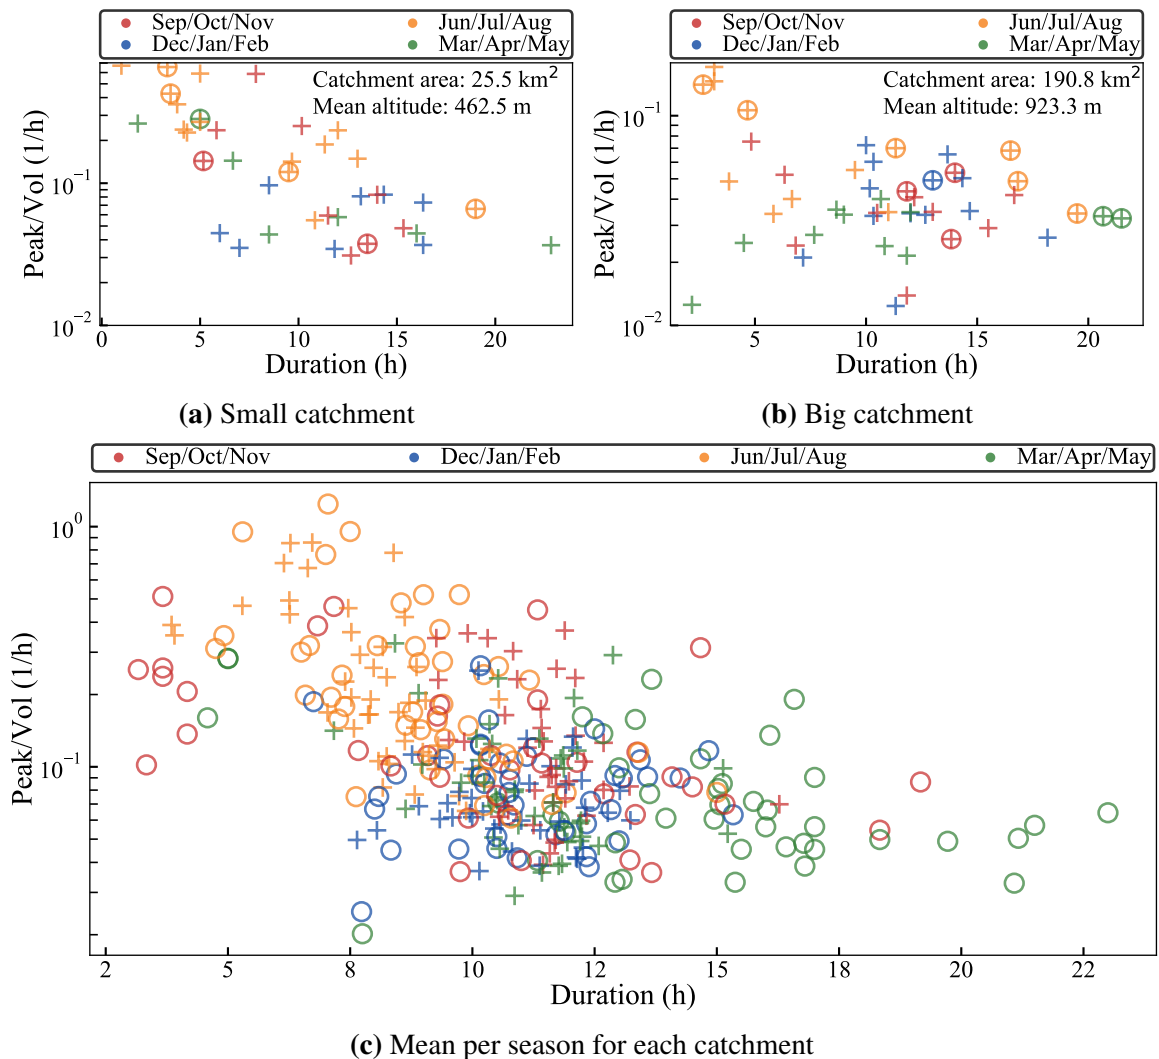 Sep/Oct/Nov Jun/Jul/Aug
Dec/Jan/Feb Mar/Apr/May
Catchment area: 25.5 km²
Mean altitude: 462.5 m
Peak/Vol (1/h)
10⁻¹
10⁻²
0 5 10 15 20
Duration (h)
(a) Small catchment
Sep/Oct/Nov Jun/Jul/Aug
Dec/Jan/Feb Mar/Apr/May
Catchment area: 190.8 km²
Mean altitude: 923.3 m
Peak/Vol (1/h)
10⁻¹
10⁻²
5 10 15 20
Duration (h)
(b) Big catchment
Sep/Oct/Nov Dec/Jan/Feb Jun/Jul/Aug Mar/Apr/May
Peak/Vol (1/h)
10⁰
10⁻¹
2 5 8 10 12 15 18 20 22
Duration (h)
(c) Mean per season for each catchment